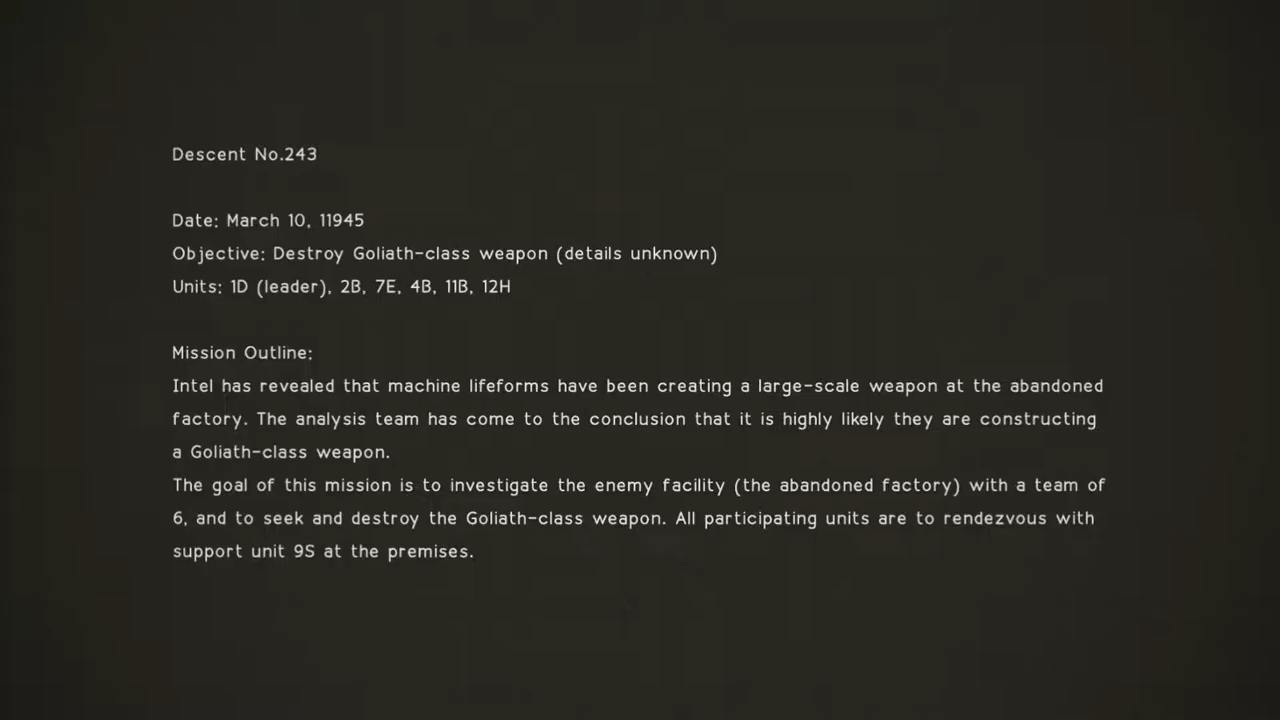 Descent No.243
Date: March 10, 11945
Objective: Destroy Goliath-class weapon (details unknown)
Units: 1D (leader), 2B, 7E, 4B, 11B, 12H
Mission Outline:
Intel has revealed that machine lifeforms have been creating a large-scale weapon at the abandoned
factory. The analysis team has come to the conclusion that it is highly likely they are constructing
a Goliath-class weapon.
The goal of this mission is to investigate the enemy facility (the abandoned factory) with a team of
6, and to seek and destroy the Goliath-class weapon. All participating units are to rendezvous with
support unit 9S at the premises.